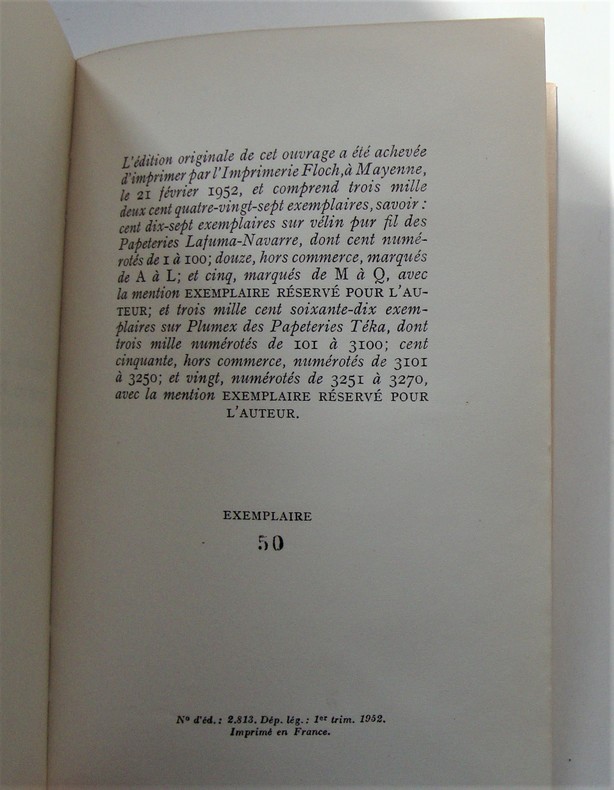 L'édition originale de cet ouvrage a été achevée
d'imprimer par l'Imprimerie Floch, à Mayenne,
le 21 février 1952, et comprend trois mille
deux cent quatre-vingt-sept exemplaires, savoir :
cent dix-sept exemplaires sur vélin pur fil des
Papeteries Lafuma-Navarre, dont cent numé-
rotés de 1 à 100; douze, hors commerce, marqués
de A à L; et cinq, marqués de M à Q, avec
la mention EXEMPLAIRE RÉSERVÉ POUR L'AU-
TEUR; et trois mille cent soixante-dix exem-
plaires sur Plumex des Papeteries Téka, dont
trois mille numérotés de 101 à 3100; cent
cinquante, hors commerce, numérotés de 3101
à 3250; et vingt, numérotés de 3251 à 3270,
avec la mention EXEMPLAIRE RÉSERVÉ POUR
L'AUTEUR.
EXEMPLAIRE
50
Nº d'éd. : 2.813. Dép. lég. : 1er trim. 1952.
Imprimé en France.